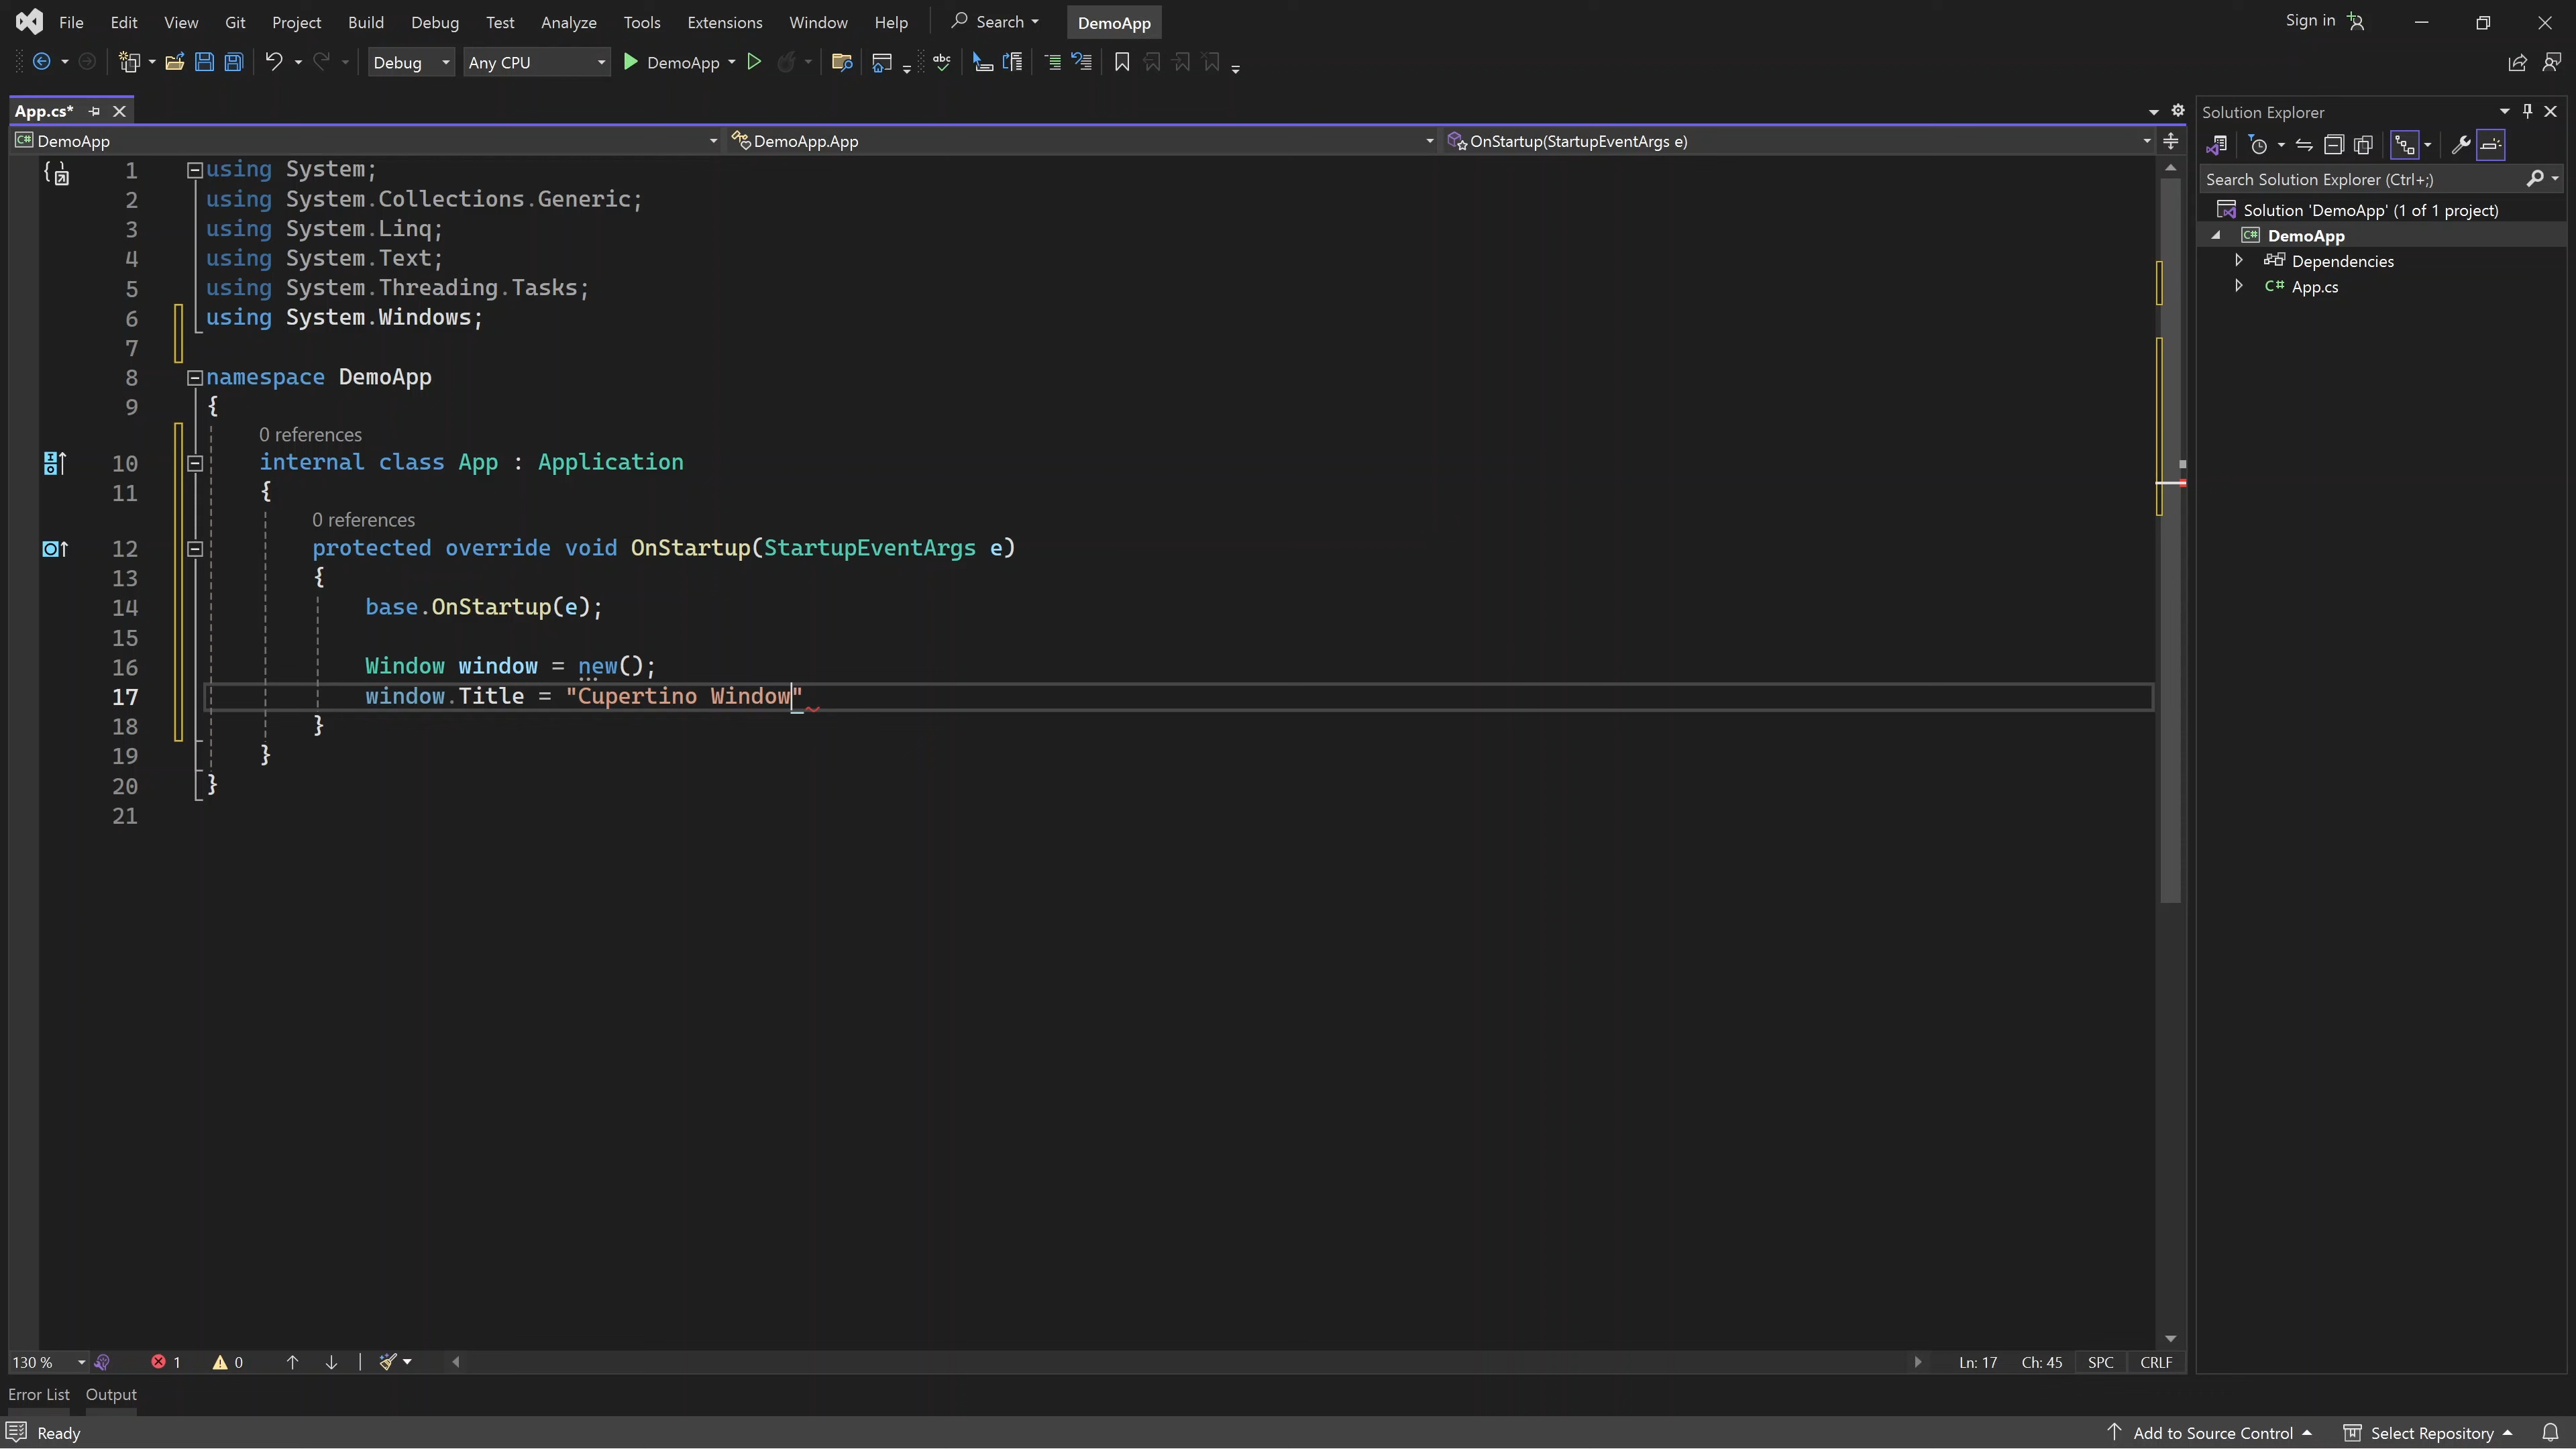 File Edit View Git Project Build Debug Test Analyze Tools Extensions Window Help Search DemoApp Sign in
Debug Any CPU DemoApp abc
App.cs*
C# DemoApp DemoApp.App OnStartup(StartupEventArgs e)
1 using System;
2 using System.Collections.Generic;
3 using System.Linq;
4 using System.Text;
5 using System.Threading.Tasks;
6 using System.Windows;
7
8 namespace DemoApp
9 {
0 references
10 internal class App : Application
11 {
0 references
12 protected override void OnStartup(StartupEventArgs e)
13 {
14 base.OnStartup(e);
15
16 Window window = new();
17 window.Title = "Cupertino Window"
18 }
19 }
20 }
21
130 % 1 0 Ln: 17 Ch: 45 SPC CRLF
Error List Output
Ready Add to Source Control Select Repository
Solution Explorer
Search Solution Explorer (Ctrl+;)
Solution 'DemoApp' (1 of 1 project)
C# DemoApp
Dependencies
C# App.cs